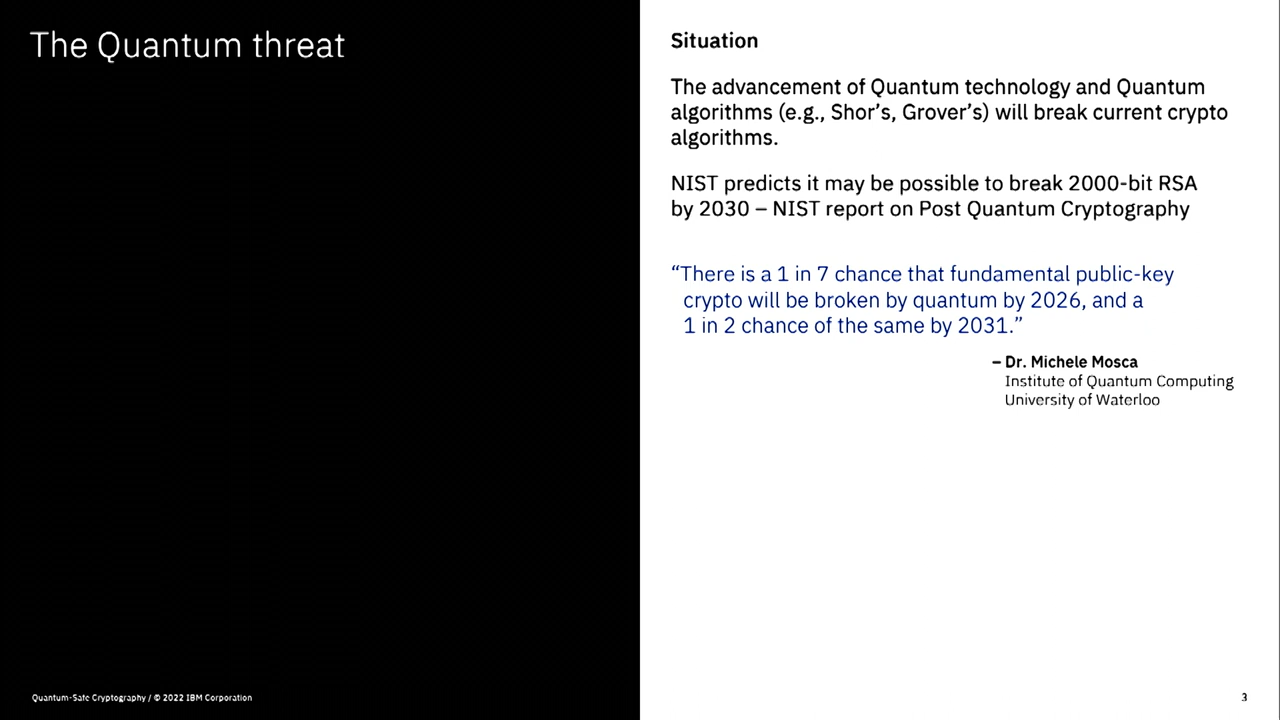 The Quantum threat
Situation
The advancement of Quantum technology and Quantum
algorithms (e.g., Shor’s, Grover’s) will break current crypto
algorithms.
NIST predicts it may be possible to break 2000-bit RSA
by 2030 – NIST report on Post Quantum Cryptography
“There is a 1 in 7 chance that fundamental public-key
crypto will be broken by quantum by 2026, and a
1 in 2 chance of the same by 2031.”
– Dr. Michele Mosca
Institute of Quantum Computing
University of Waterloo
Quantum-Safe Cryptography / © 2022 IBM Corporation
3